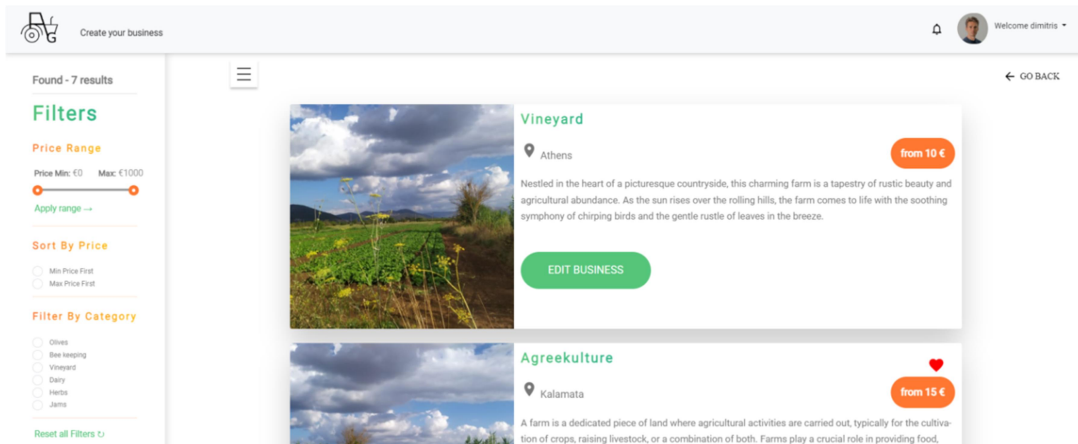 AG
Create your business
Welcome dimitris
Found - 7 results
Filters
Price Range
Price Min: €0 Max: €1000
Apply range →
Sort By Price
Min Price First
Max Price First
Filter By Category
Olives
Bee keeping
Vineyard
Dairy
Herbs
Jams
Reset all Filters ↻
← GO BACK
Vineyard
Athens
from 10 €
Nestled in the heart of a picturesque countryside, this charming farm is a tapestry of rustic beauty and
agricultural abundance. As the sun rises over the rolling hills, the farm comes to life with the soothing
symphony of chirping birds and the gentle rustle of leaves in the breeze.
EDIT BUSINESS
Agreekulture
Kalamata
from 15 €
A farm is a dedicated piece of land where agricultural activities are carried out, typically for the cultiva-
tion of crops, raising livestock, or a combination of both. Farms play a crucial role in providing food,